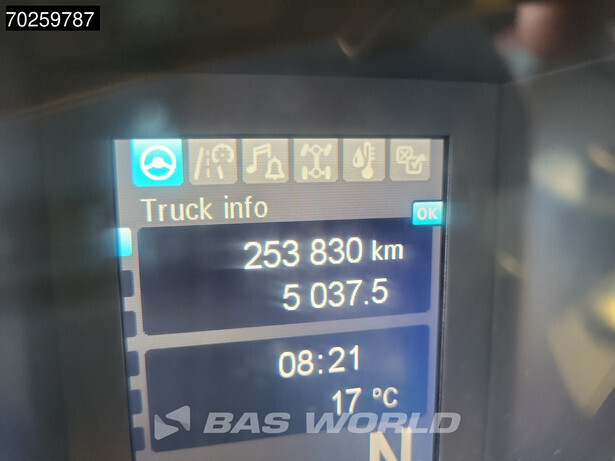 70259787
Truck info
OK
253 830 km
5 037.5
08:21
17 °C
BAS WORLD
N